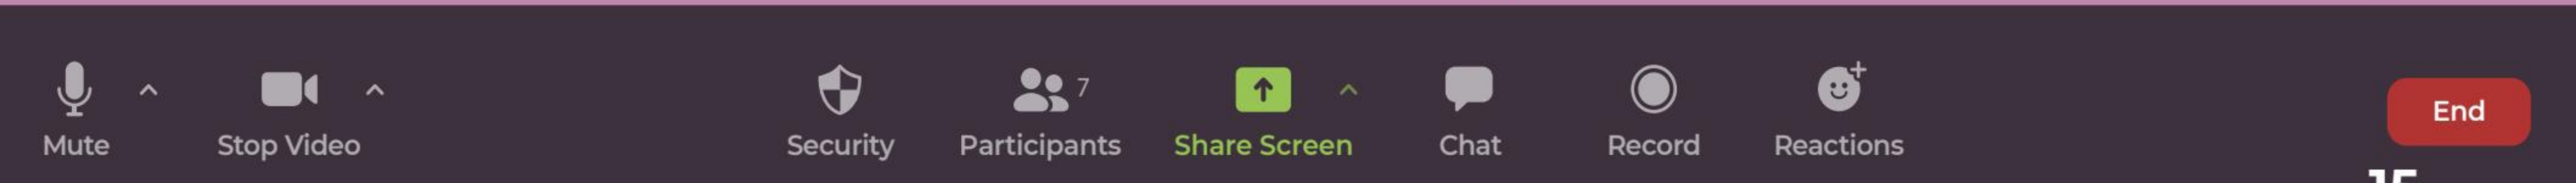 7
Mute
Stop Video
Security
Participants
Share Screen
Chat
Record
Reactions
End